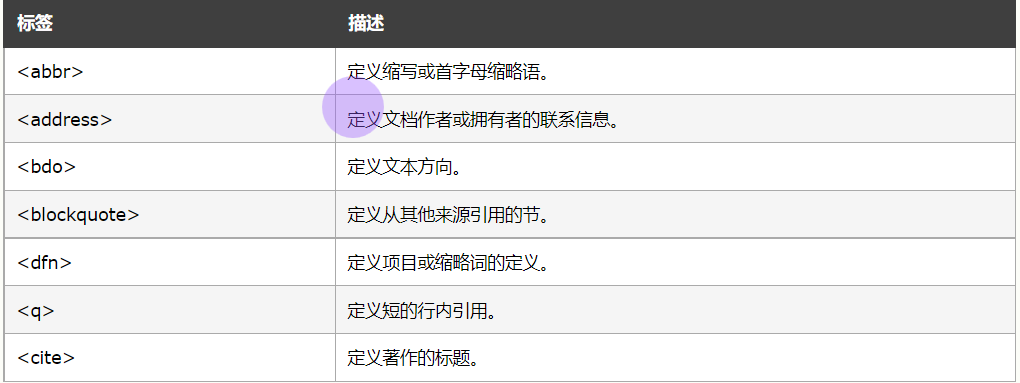 标签 描述
<abbr> 定义缩写或首字母缩略语。
<address> 定义文档作者或拥有者的联系信息。
<bdo> 定义文本方向。
<blockquote> 定义从其他来源引用的节。
<dfn> 定义项目或缩略词的定义。
<q> 定义短的行内引用。
<cite> 定义著作的标题。